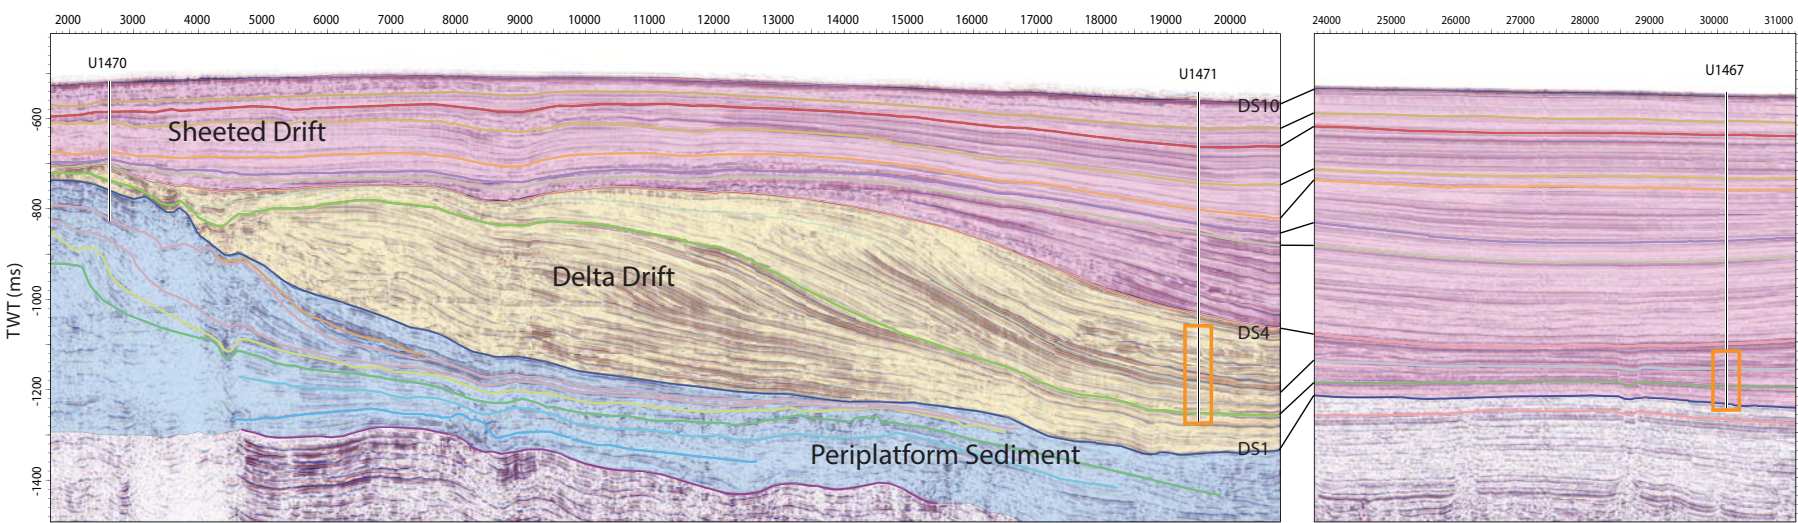 2000 3000 4000 5000 6000 7000 8000 9000 10000 11000 12000 13000 14000 15000 16000 17000 18000 19000 20000 24000 25000 26000 27000 28000 29000 30000 31000
U1470
U1471
U1467
DS10
-600
Sheeted Drift
-800
Delta Drift
TWT (ms)
-1000
DS4
-1200
DS1
Periplatform Sediment
-1400